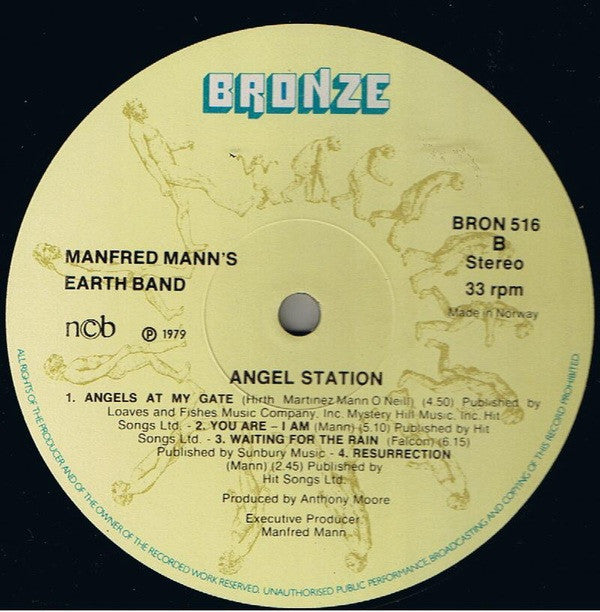 BRONZE
MANFRED MANN'S
EARTH BAND
ncb
Ⓟ 1979
BRON 516
B
Stereo
33 rpm
Made in Norway
ANGEL STATION
1. ANGELS AT MY GATE (Hirth. Martinez Mann O'Neill) (4.50) Published by
Loaves and Fishes Music Company, Inc. Mystery Hill Music, Inc. Hit
Songs Ltd. - 2. YOU ARE – I AM (Mann) (5.10) Published by Hit
Songs Ltd. - 3. WAITING FOR THE RAIN (Falcon) (6.15)
Published by Sunbury Music - 4. RESURRECTION
(Mann) (2.45) Published by
Hit Songs Ltd.
Produced by Anthony Moore
Executive Producer
Manfred Mann
ALL RIGHTS OF THE PRODUCER AND OF THE OWNER OF THE RECORDED WORK RESERVED. UNAUTHORISED PUBLIC PERFORMANCE, BROADCASTING AND COPYING OF THIS RECORD PROHIBITED